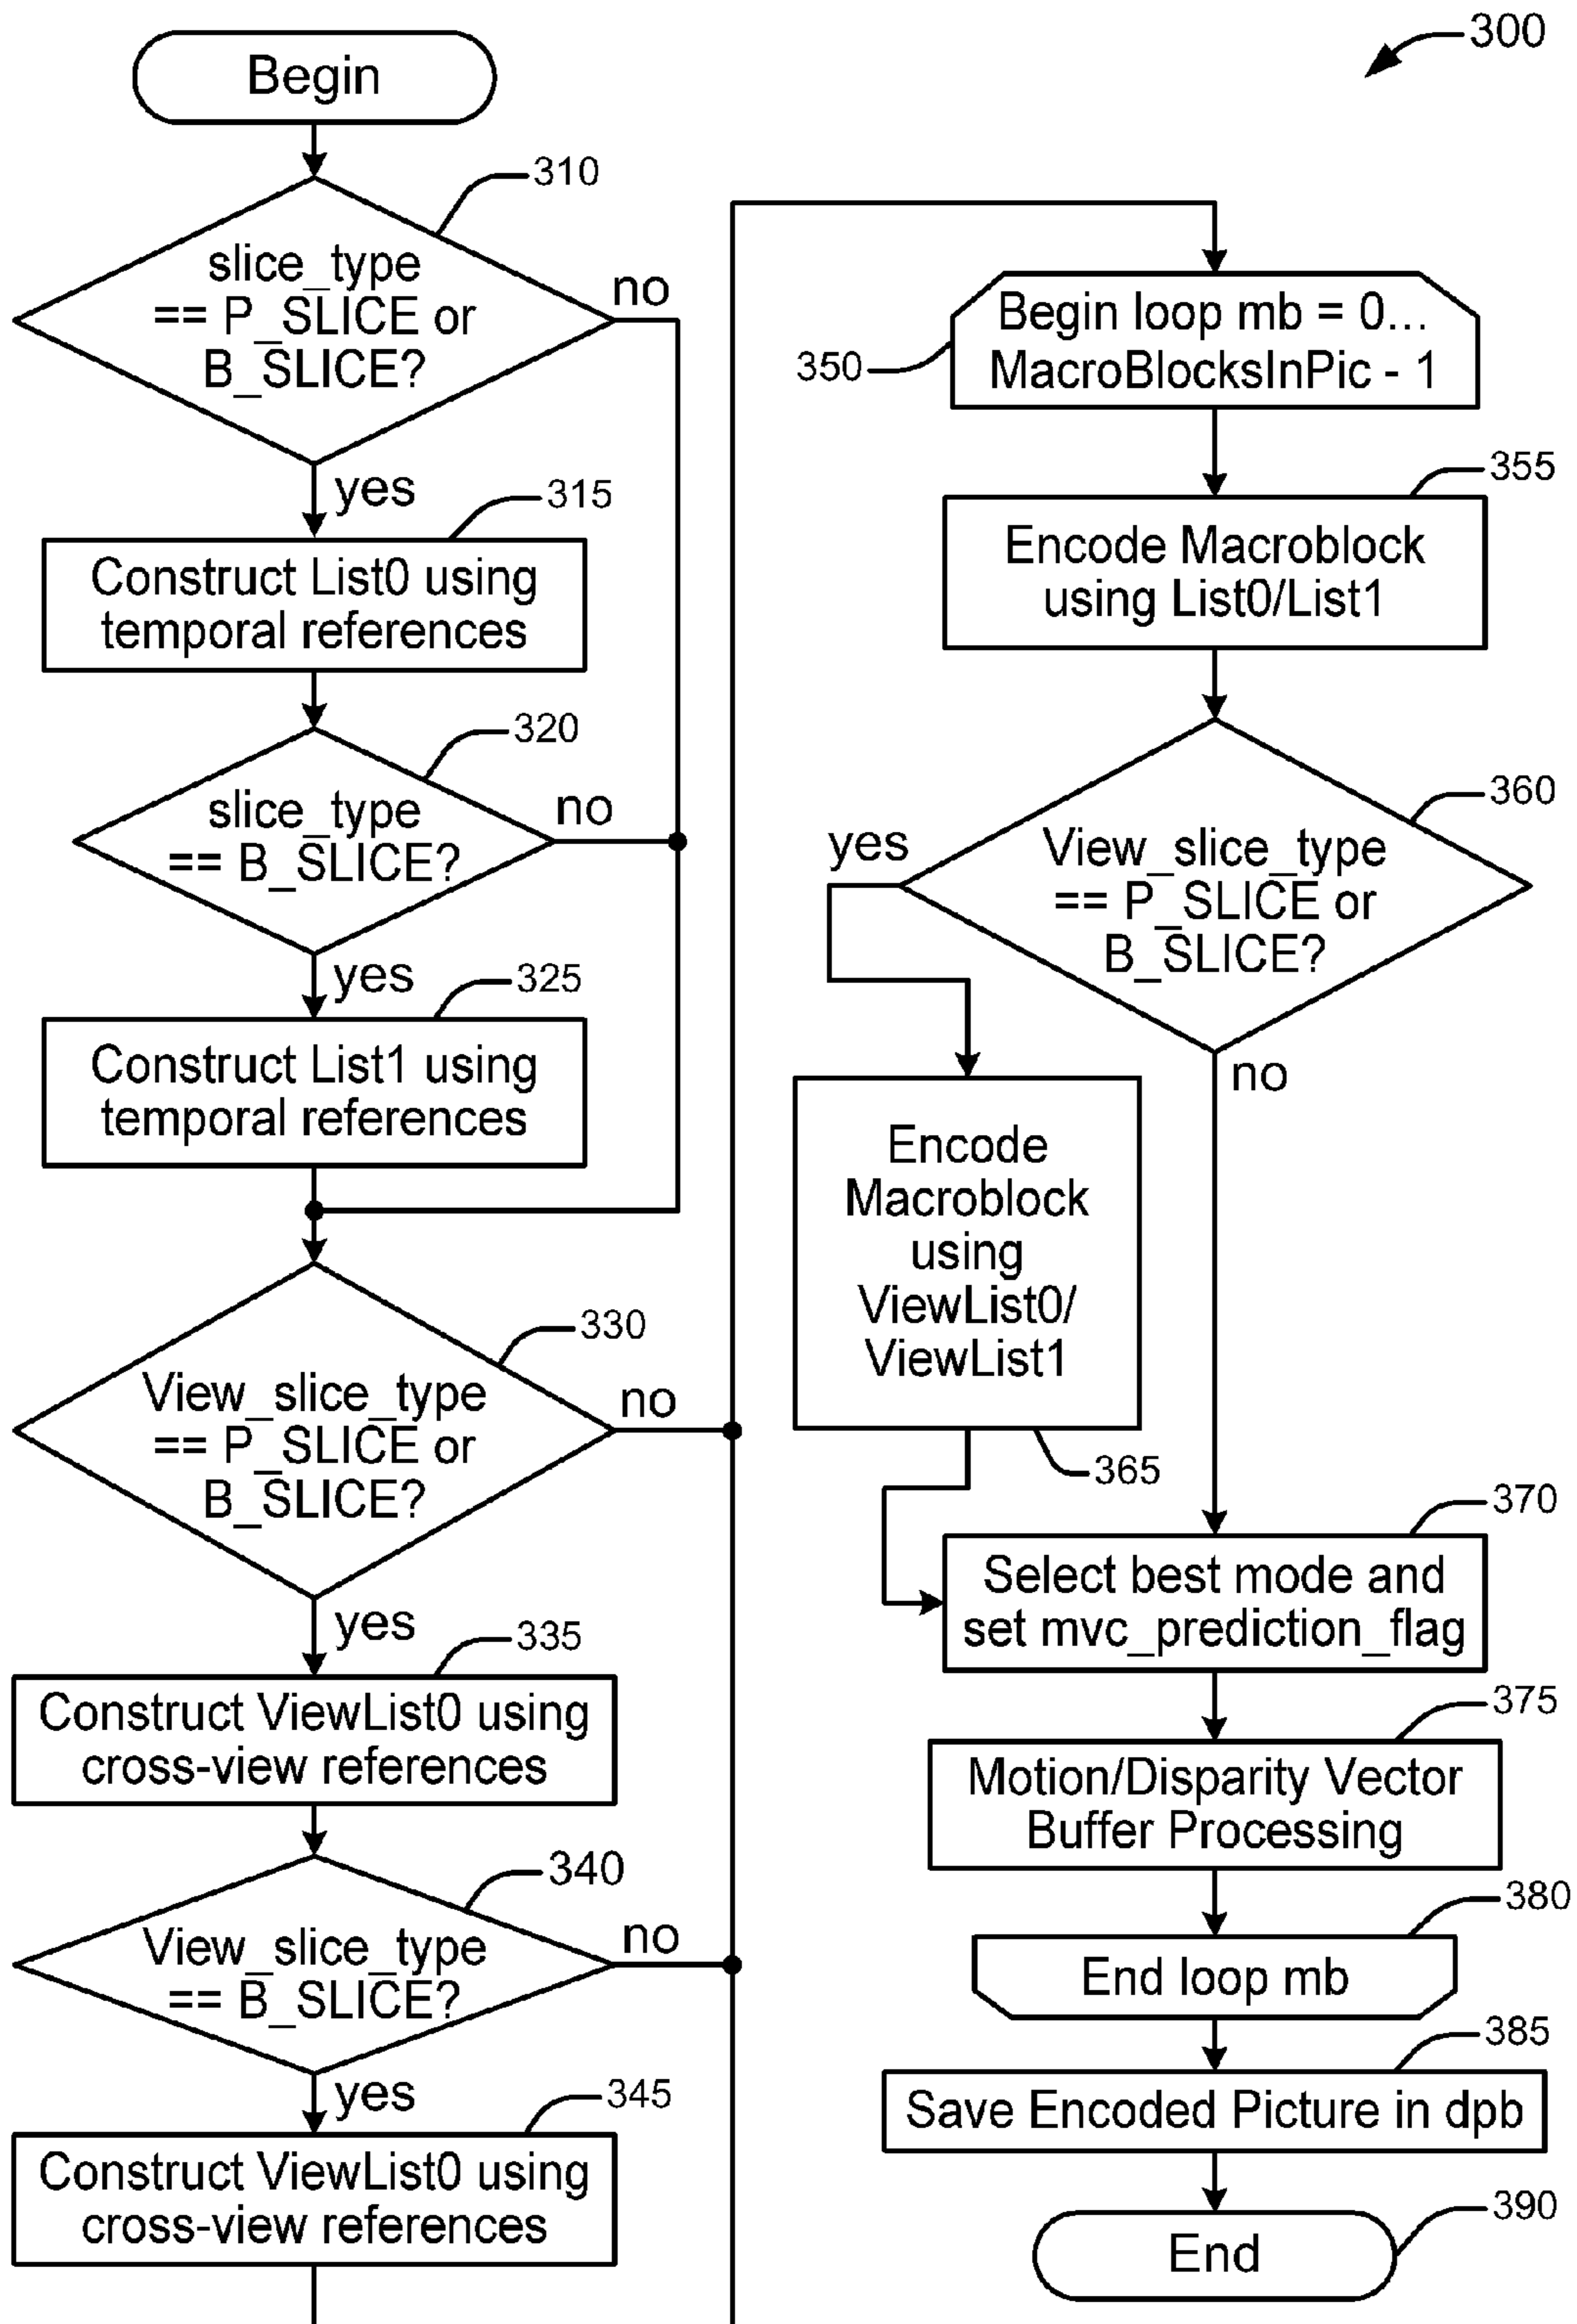 300
Begin
310
slice_type
== P_SLICE or
B_SLICE?
no
yes
315
Construct List0 using
temporal references
320
slice_type
== B_SLICE?
no
yes
325
Construct List1 using
temporal references
330
View_slice_type
== P_SLICE or
B_SLICE?
no
yes
335
Construct ViewList0 using
cross-view references
340
View_slice_type
== B_SLICE?
no
yes
345
Construct ViewList0 using
cross-view references
350
Begin loop mb = 0...
MacroBlocksInPic - 1
355
Encode Macroblock
using List0/List1
360
View_slice_type
== P_SLICE or
B_SLICE?
yes
no
Encode
Macroblock
using
ViewList0/
ViewList1
365
370
Select best mode and
set mvc_prediction_flag
375
Motion/Disparity Vector
Buffer Processing
380
End loop mb
385
Save Encoded Picture in dpb
390
End